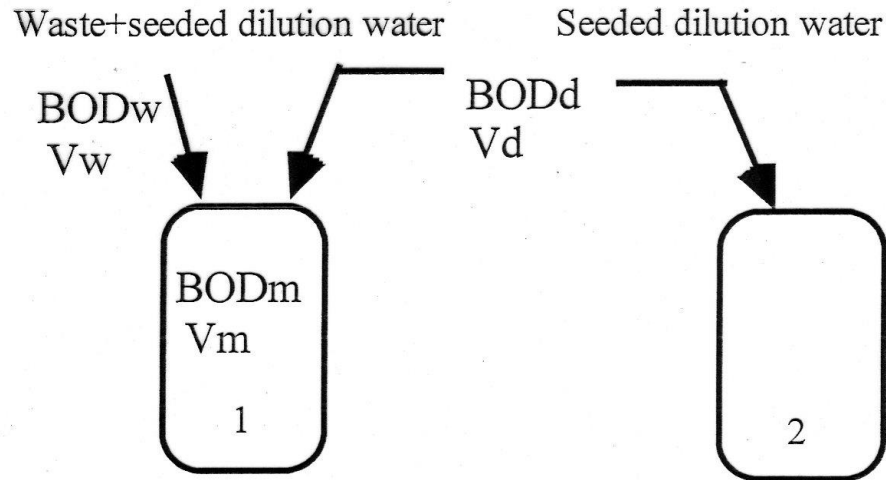 Waste+seeded dilution water
Seeded dilution water
BODw
Vw
BODd
Vd
BODm
Vm
1
2